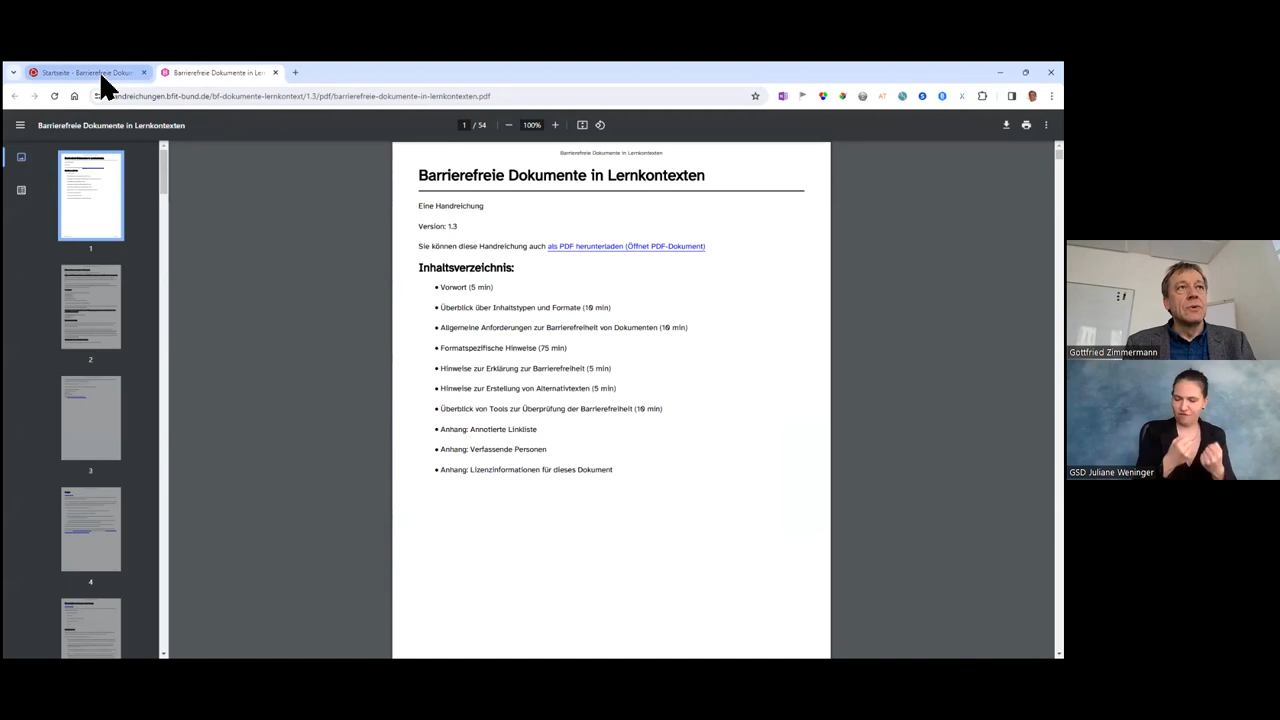 Startseite - Barrierefreie Dokum
Barrierefreie Dokumente in Ler
andreichungen.bfit-bund.de/bf-dokumente-lernkontext/1.3/pdf/barrierefreie-dokumente-in-lernkontexten.pdf
Barrierefreie Dokumente in Lernkontexten
1 / 54
100%
Barrierefreie Dokumente in Lernkontexten
Barrierefreie Dokumente in Lernkontexten
Eine Handreichung
Version: 1.3
Sie können diese Handreichung auch als PDF herunterladen (Öffnet PDF-Dokument)
Inhaltsverzeichnis:
• Vorwort (5 min)
• Überblick über Inhaltstypen und Formate (10 min)
• Allgemeine Anforderungen zur Barrierefreiheit von Dokumenten (10 min)
• Formatspezifische Hinweise (75 min)
• Hinweise zur Erklärung zur Barrierefreiheit (5 min)
• Hinweise zur Erstellung von Alternativtexten (5 min)
• Überblick von Tools zur Überprüfung der Barrierefreiheit (10 min)
• Anhang: Annotierte Linkliste
• Anhang: Verfassende Personen
• Anhang: Lizenzinformationen für dieses Dokument
1
2
3
4
Gottfried Zimmermann
GSD Juliane Weninger